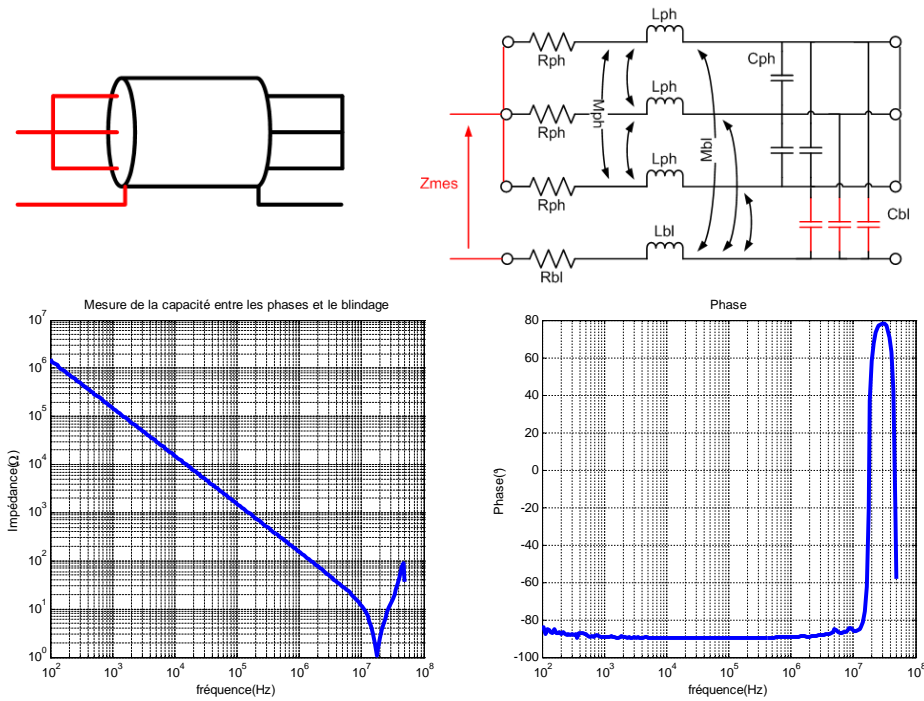 Lph
Rph
Cph
Lph
Rph
Mph
Mbl
Lph
Zmes
Rph
Cbl
Lbl
Rbl
Mesure de la capacité entre les phases et le blindage
10^7
10^6
10^5
10^4
10^3
10^2
10^1
10^0
Impédance(Ω)
10^2 10^3 10^4 10^5 10^6 10^7 10^8
fréquence(Hz)
Phase
80
60
40
20
0
-20
-40
-60
-80
-100
Phase(°)
10^2 10^3 10^4 10^5 10^6 10^7 10^8
fréquence(Hz)